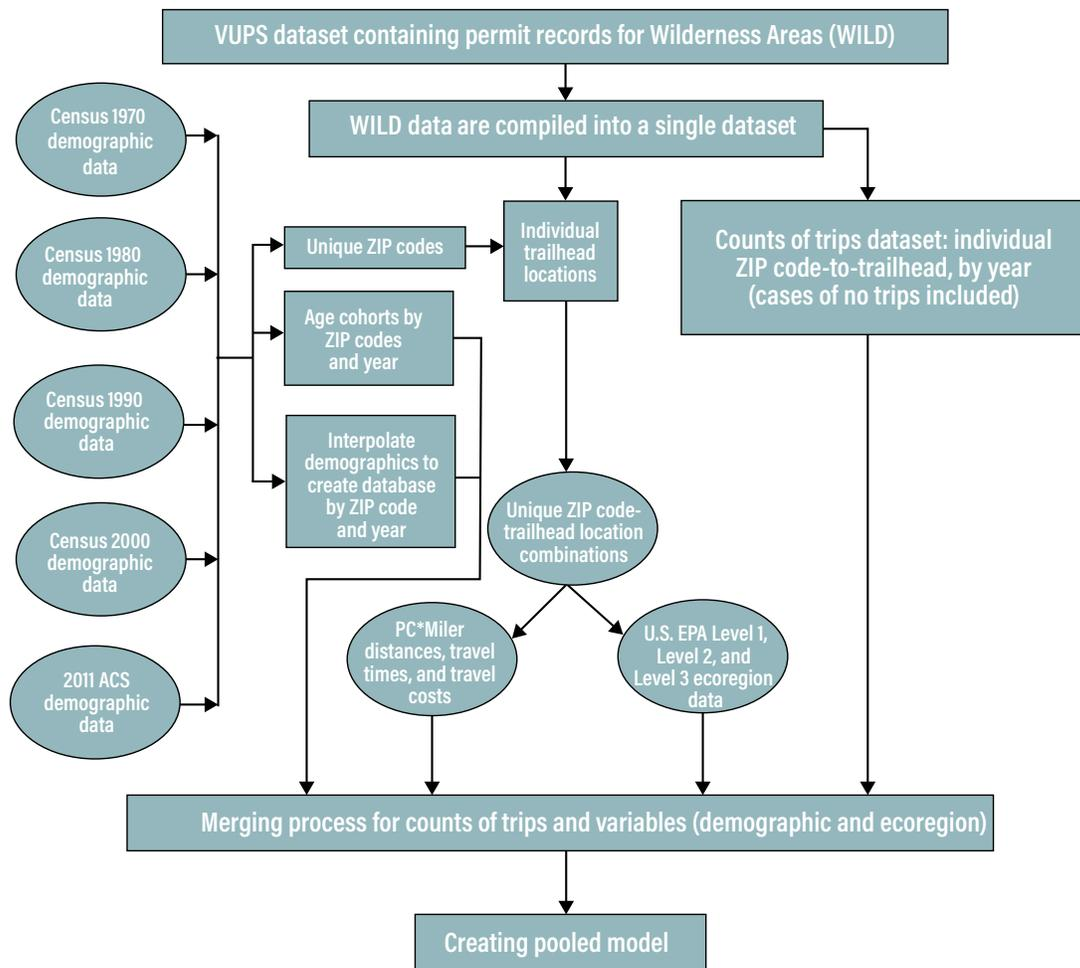 VUPS dataset containing permit records for Wilderness Areas (WILD)
WILD data are compiled into a single dataset
Census 1970
demographic
data
Census 1980
demographic
data
Census 1990
demographic
data
Census 2000
demographic
data
2011 ACS
demographic
data
Unique ZIP codes
Age cohorts by
ZIP codes
and year
Interpolate
demographics to
create database
by ZIP code
and year
Individual
trailhead
locations
Counts of trips dataset: individual
ZIP code-to-trailhead, by year
(cases of no trips included)
Unique ZIP code-
trailhead location
combinations
PC*Miler
distances, travel
times, and travel
costs
U.S. EPA Level 1,
Level 2, and
Level 3 ecoregion
data
Merging process for counts of trips and variables (demographic and ecoregion)
Creating pooled model